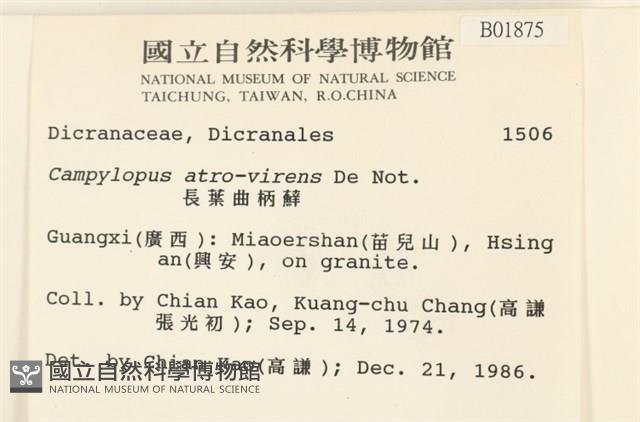 B01875
國立自然科學博物館
NATIONAL MUSEUM OF NATURAL SCIENCE
TAICHUNG, TAIWAN, R.O.CHINA
Dicranaceae, Dicranales 1506
Campylopus atro-virens De Not.
長葉曲柄蘚
Guangxi(廣西): Miaoershan(苗兒山), Hsing
an(興安), on granite.
Coll. by Chian Kao, Kuang-chu Chang(高謙
張光初); Sep. 14, 1974.
Det. by Chian Kao(高謙); Dec. 21, 1986.
國立自然科學博物館
NATIONAL MUSEUM OF NATURAL SCIENCE